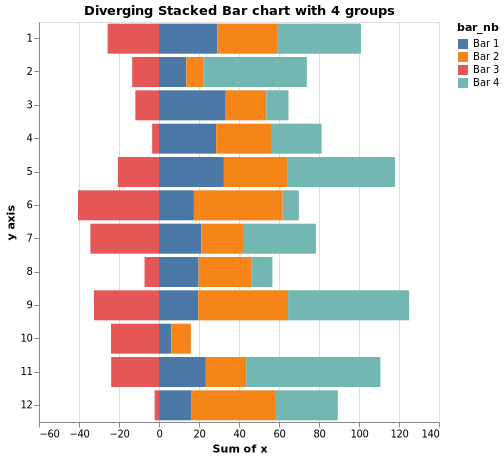 Diverging Stacked Bar chart with 4 groups
bar_nb
Bar 1
Bar 2
Bar 3
Bar 4
y axis
1
2
3
4
5
6
7
8
9
10
11
12
−60 −40 −20 0 20 40 60 80 100 120 140
Sum of x